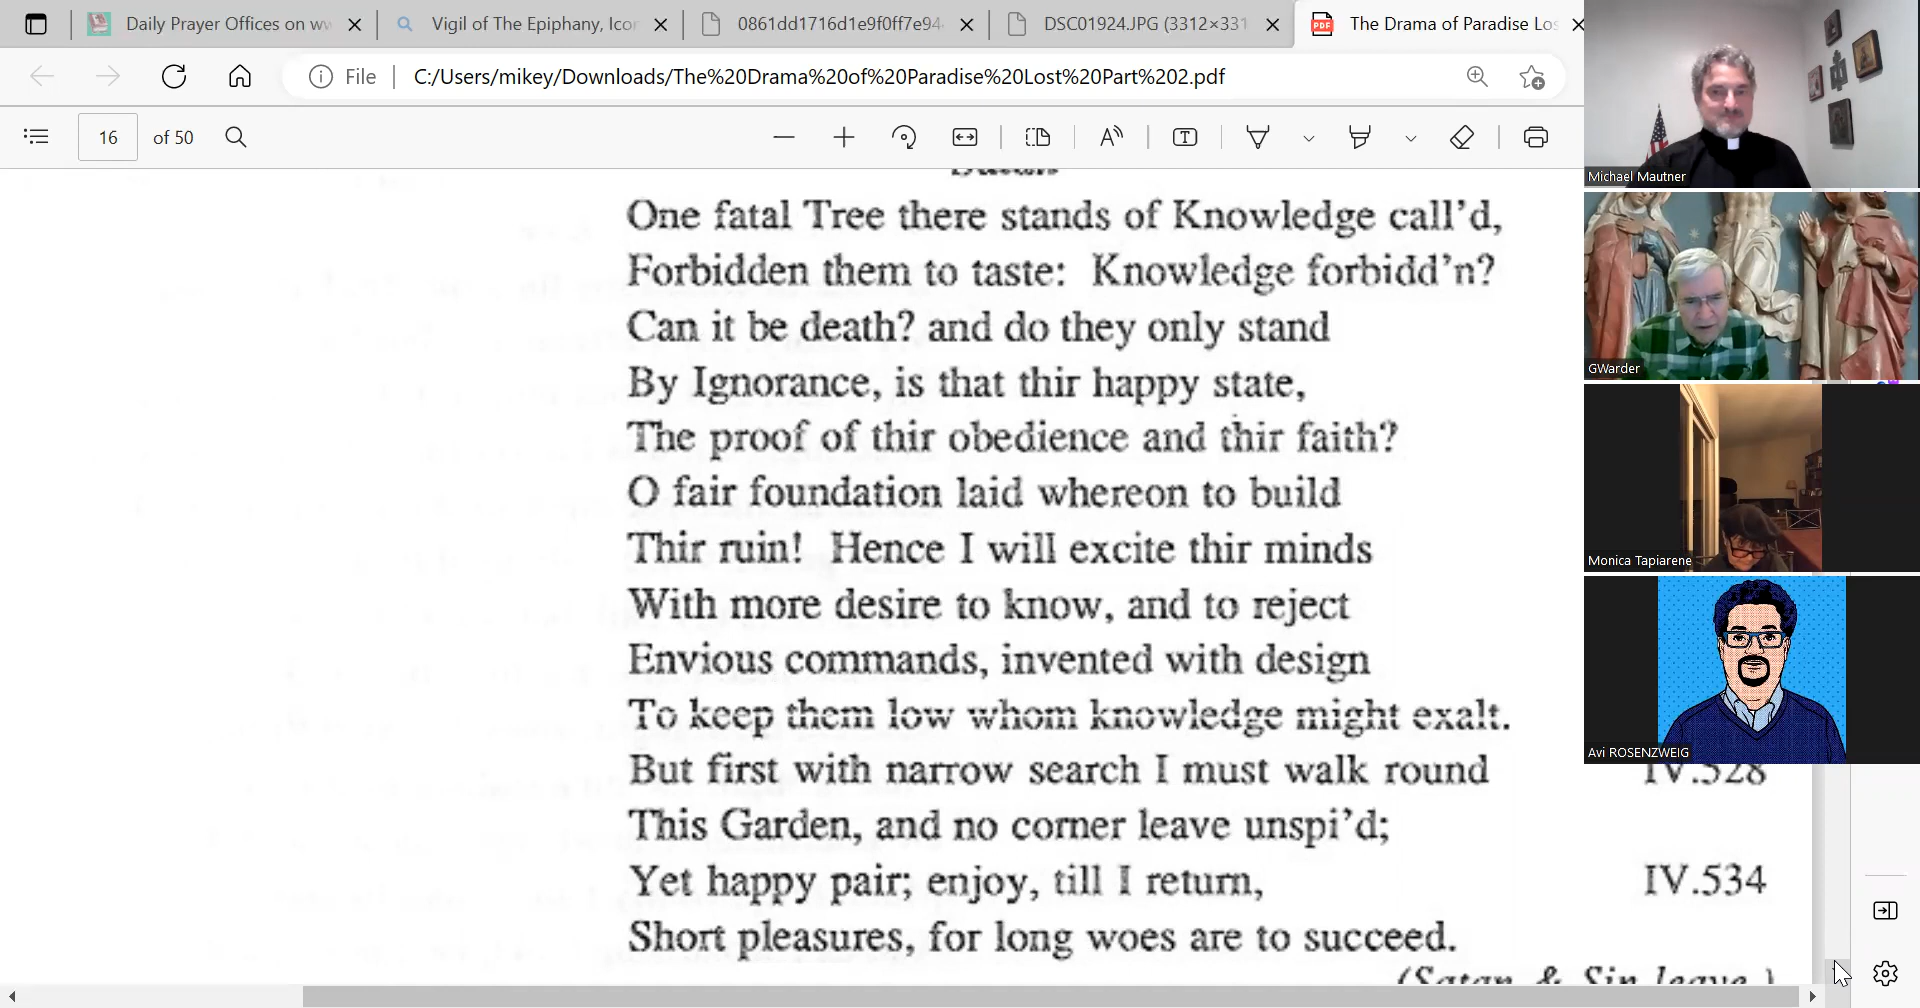 Daily Prayer Offices on ww
Vigil of The Epiphany, Icon
0861dd1716d1e9f0ff7e94
DSC01924.JPG (3312×331
PDF
The Drama of Paradise Los
File
C:/Users/mikey/Downloads/The%20Drama%20of%20Paradise%20Lost%20Part%202.pdf
16 of 50
One fatal Tree there stands of Knowledge call'd,
Forbidden them to taste: Knowledge forbidd'n?
Can it be death? and do they only stand
By Ignorance, is that thir happy state,
The proof of thir obedience and thir faith?
O fair foundation laid whereon to build
Thir ruin! Hence I will excite thir minds
With more desire to know, and to reject
Envious commands, invented with design
To keep them low whom knowledge might exalt.
But first with narrow search I must walk round IV.528
This Garden, and no corner leave unspi'd;
Yet happy pair; enjoy, till I return, IV.534
Short pleasures, for long woes are to succeed.
(Satan & Sin leave.)
Michael Mautner
GWarder
Monica Tapiarene
Avi ROSENZWEIG